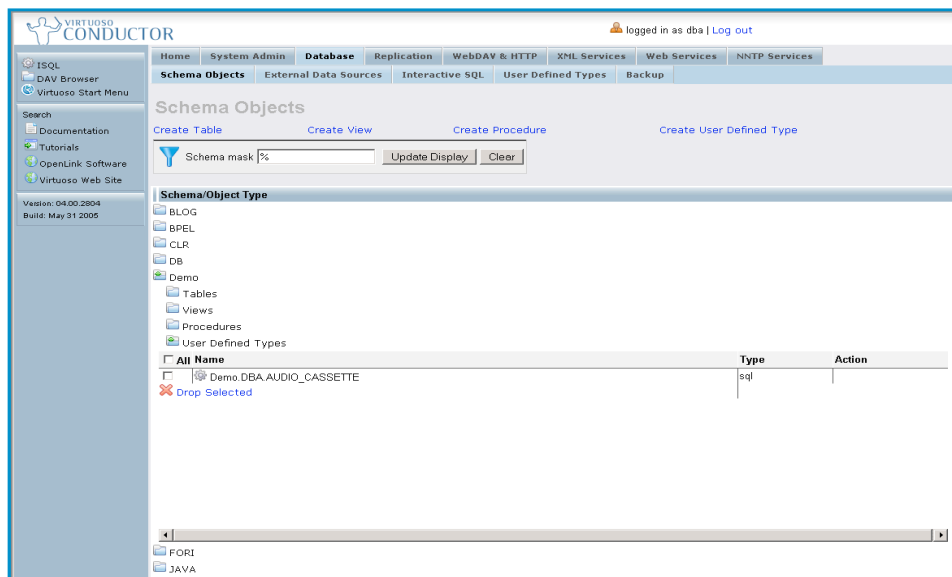 VIRTUOSO
CONDUCTOR
logged in as dba | Log out
ISQL
DAV Browser
Virtuoso Start Menu
Search
Documentation
Tutorials
OpenLink Software
Virtuoso Web Site
Version: 04.00.2804
Build: May 31 2005
Home System Admin Database Replication WebDAV & HTTP XML Services Web Services NNTP Services
Schema Objects External Data Sources Interactive SQL User Defined Types Backup
Schema Objects
Create Table Create View Create Procedure Create User Defined Type
Schema mask % Update Display Clear
Schema/Object Type
BLOG
BPEL
CLR
DB
Demo
Tables
Views
Procedures
User Defined Types
All Name Type Action
Demo.DBA.AUDIO_CASSETTE sql
Drop Selected
FORI
JAVA